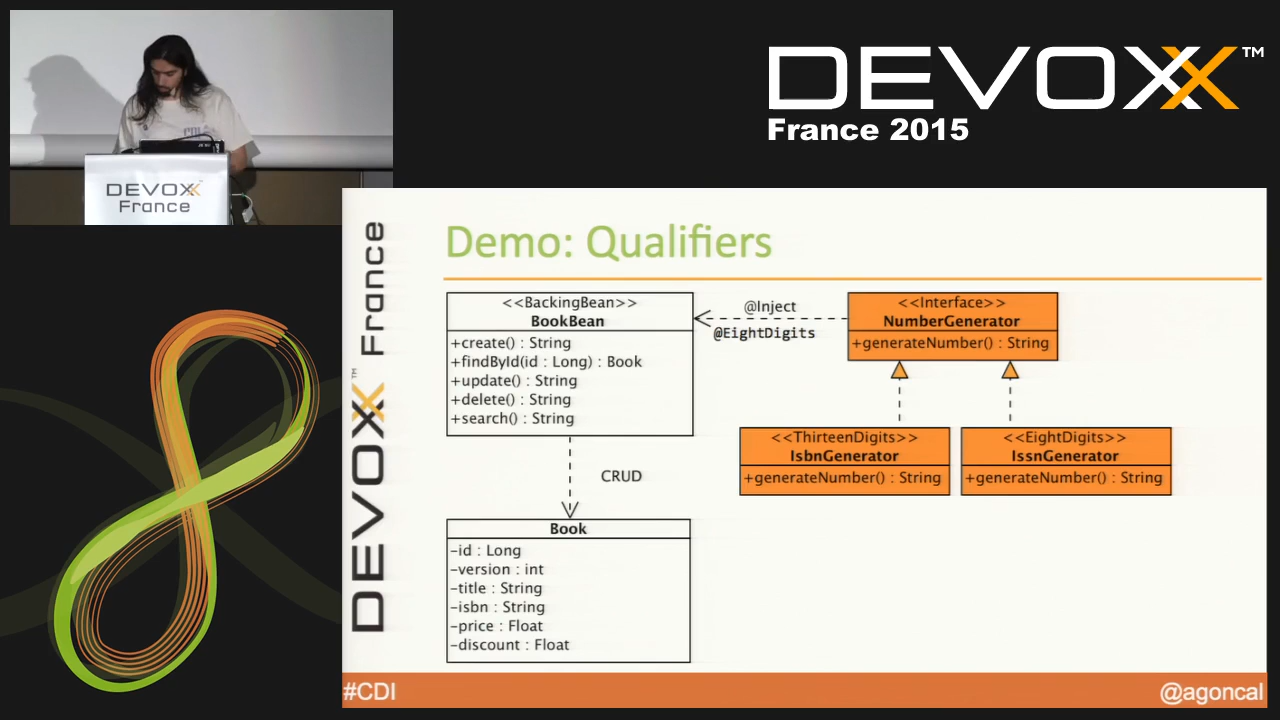 DEVOXX™
France 2015
DEVOXX
France
DEVOXX™ France
Demo: Qualifiers
<<BackingBean>>
BookBean
+create() : String
+findById(id : Long) : Book
+update() : String
+delete() : String
+search() : String
@Inject
@EightDigits
<<Interface>>
NumberGenerator
+generateNumber() : String
<<ThirteenDigits>>
IsbnGenerator
+generateNumber() : String
<<EightDigits>>
IssnGenerator
+generateNumber() : String
CRUD
Book
-id : Long
-version : int
-title : String
-isbn : String
-price : Float
-discount : Float
#CDI
@agoncal